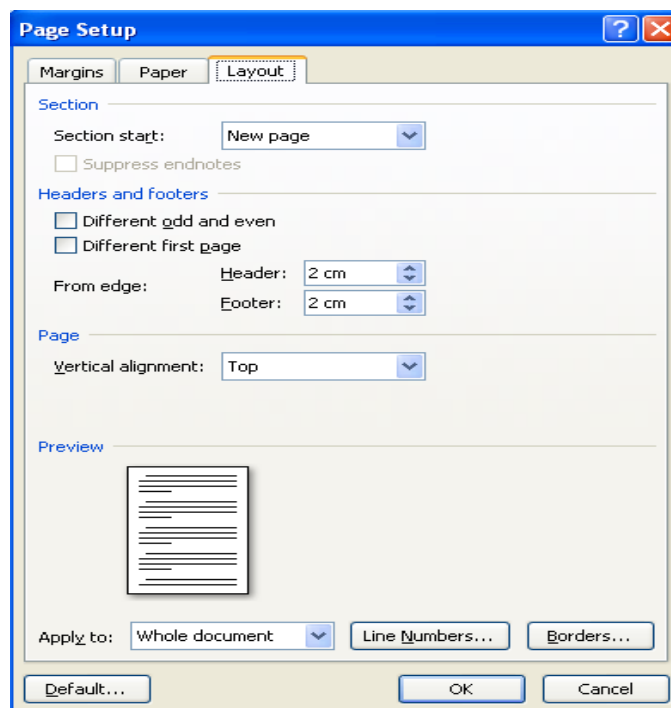 Page Setup
Margins Paper Layout
Section
Section start: New page
Suppress endnotes
Headers and footers
Different odd and even
Different first page
From edge: Header: 2 cm
Footer: 2 cm
Page
Vertical alignment: Top
Preview
Apply to: Whole document Line Numbers... Borders...
Default... OK Cancel